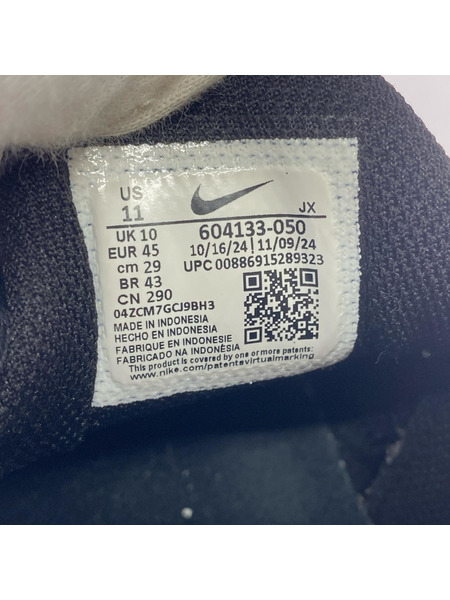 US
11
JX
UK 10
604133-050
EUR 45
10/16/24 | 11/09/24
cm 29
UPC 00886915289323
BR 43
CN 290
04ZCM7GCJ9BH3
MADE IN INDONESIA
HECHO EN INDONESIA
FABRIQUE EN INDONESIE
FABRICADO NA INDONÉSIA
This product is covered by one or more patents:
www.nike.com/patentsvirtualmarking